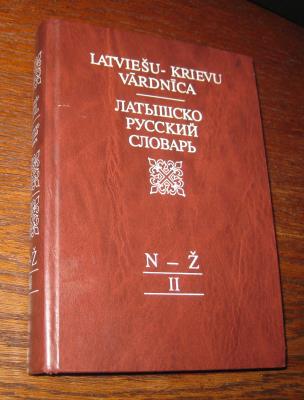 LATVIEŠU - KRIEVU
VĀRDNĪCA
ЛАТЫШСКО
РУССКИЙ
СЛОВАРЬ
N – Ž
II
Ž